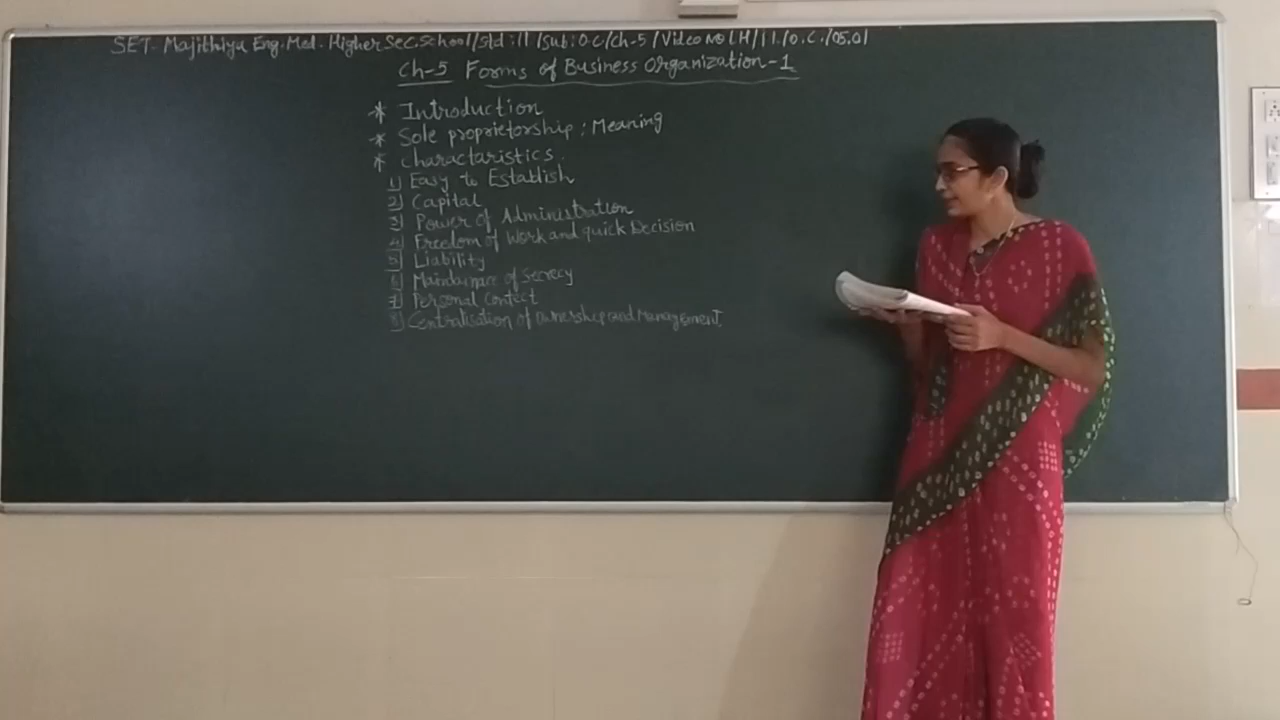 SET. Majithiya Eng. Med. Higher Sec. School/Std : 11/Sub : O.C/Ch-5/Video No LH/11/O.C./05.01
Ch-5 Forms of Business Organization-1
* Introduction
* Sole proprietorship : Meaning
* Charactaristics.
1) Easy to Establish
2) Capital
3) Power of Administration
4) Freedom of Work and quick Decision
5) Liability
6) of Secrecy
7) Personal Contect
8) Centralisation of ownership and Management.